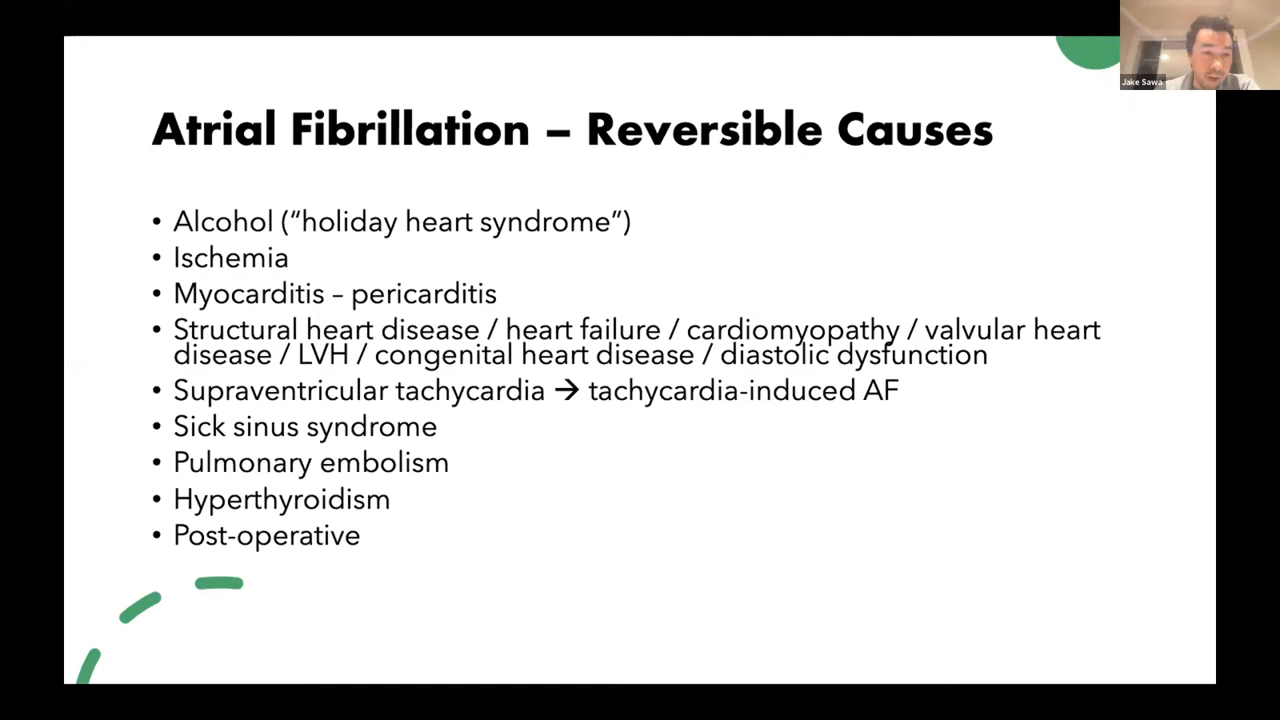 Jake Sawa
Atrial Fibrillation – Reversible Causes
• Alcohol (“holiday heart syndrome”)
• Ischemia
• Myocarditis – pericarditis
• Structural heart disease / heart failure / cardiomyopathy / valvular heart
disease / LVH / congenital heart disease / diastolic dysfunction
• Supraventricular tachycardia → tachycardia-induced AF
• Sick sinus syndrome
• Pulmonary embolism
• Hyperthyroidism
• Post-operative